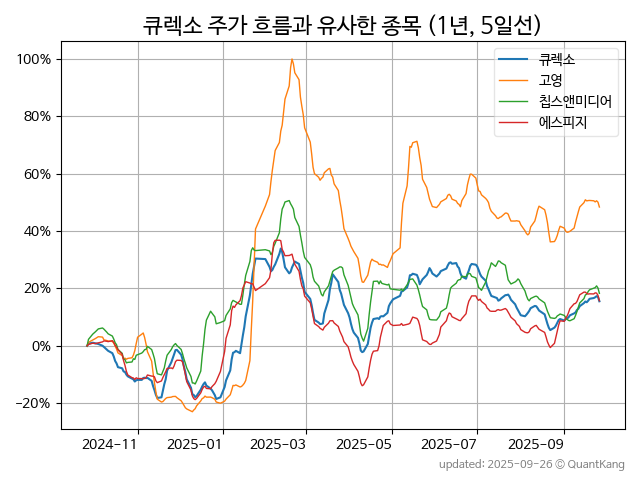 큐렉소 주가 흐름과 유사한 종목 (1년, 5일선)
100%
80%
60%
40%
20%
0%
−20%
큐렉소
고영
칩스앤미디어
에스피지
2024-11
2025-01
2025-03
2025-05
2025-07
2025-09
updated: 2025-09-26 © QuantKang